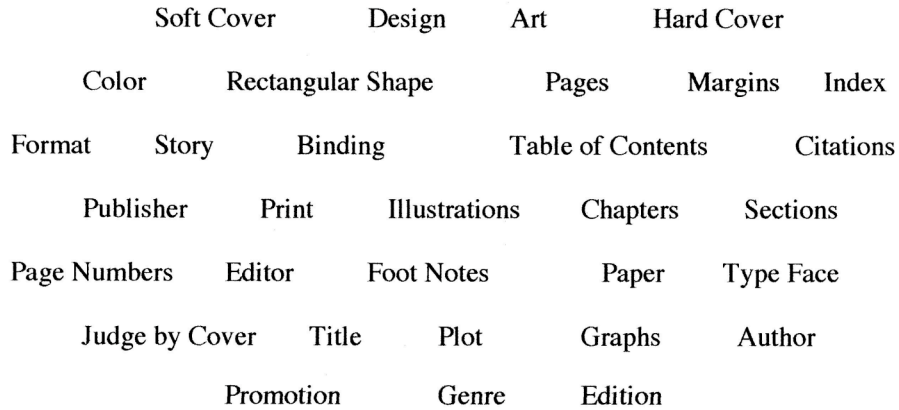 Soft Cover Design Art Hard Cover
Color Rectangular Shape Pages Margins Index
Format Story Binding Table of Contents Citations
Publisher Print Illustrations Chapters Sections
Page Numbers Editor Foot Notes Paper Type Face
Judge by Cover Title Plot Graphs Author
Promotion Genre Edition